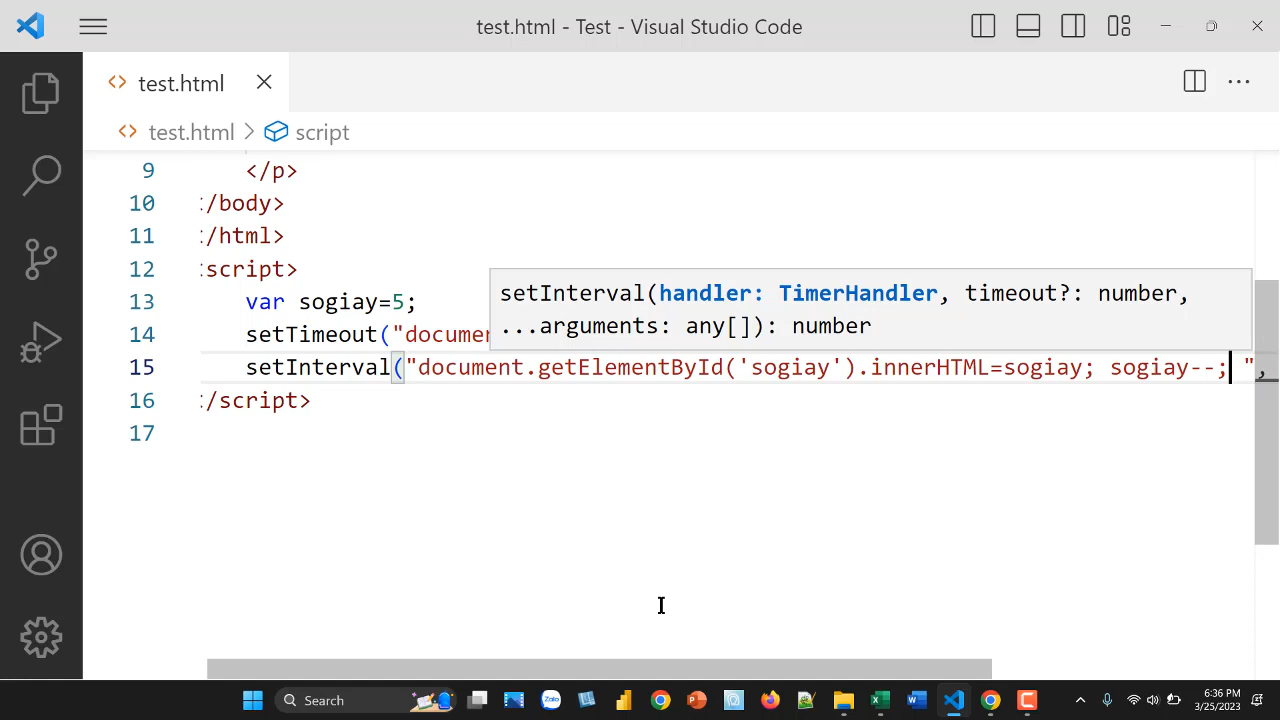 test.html - Test - Visual Studio Code
test.html
test.html > script
9 </p>
10 /body>
11 /html>
12 script>
13 var sogiay=5;
14 setTimeout("documen
setInterval(handler: TimerHandler, timeout?: number,
...arguments: any[]): number
15 setInterval("document.getElementById('sogiay').innerHTML=sogiay; sogiay--; ",
16 /script>
17
Search
Zalo
6:36 PM
3/25/2023